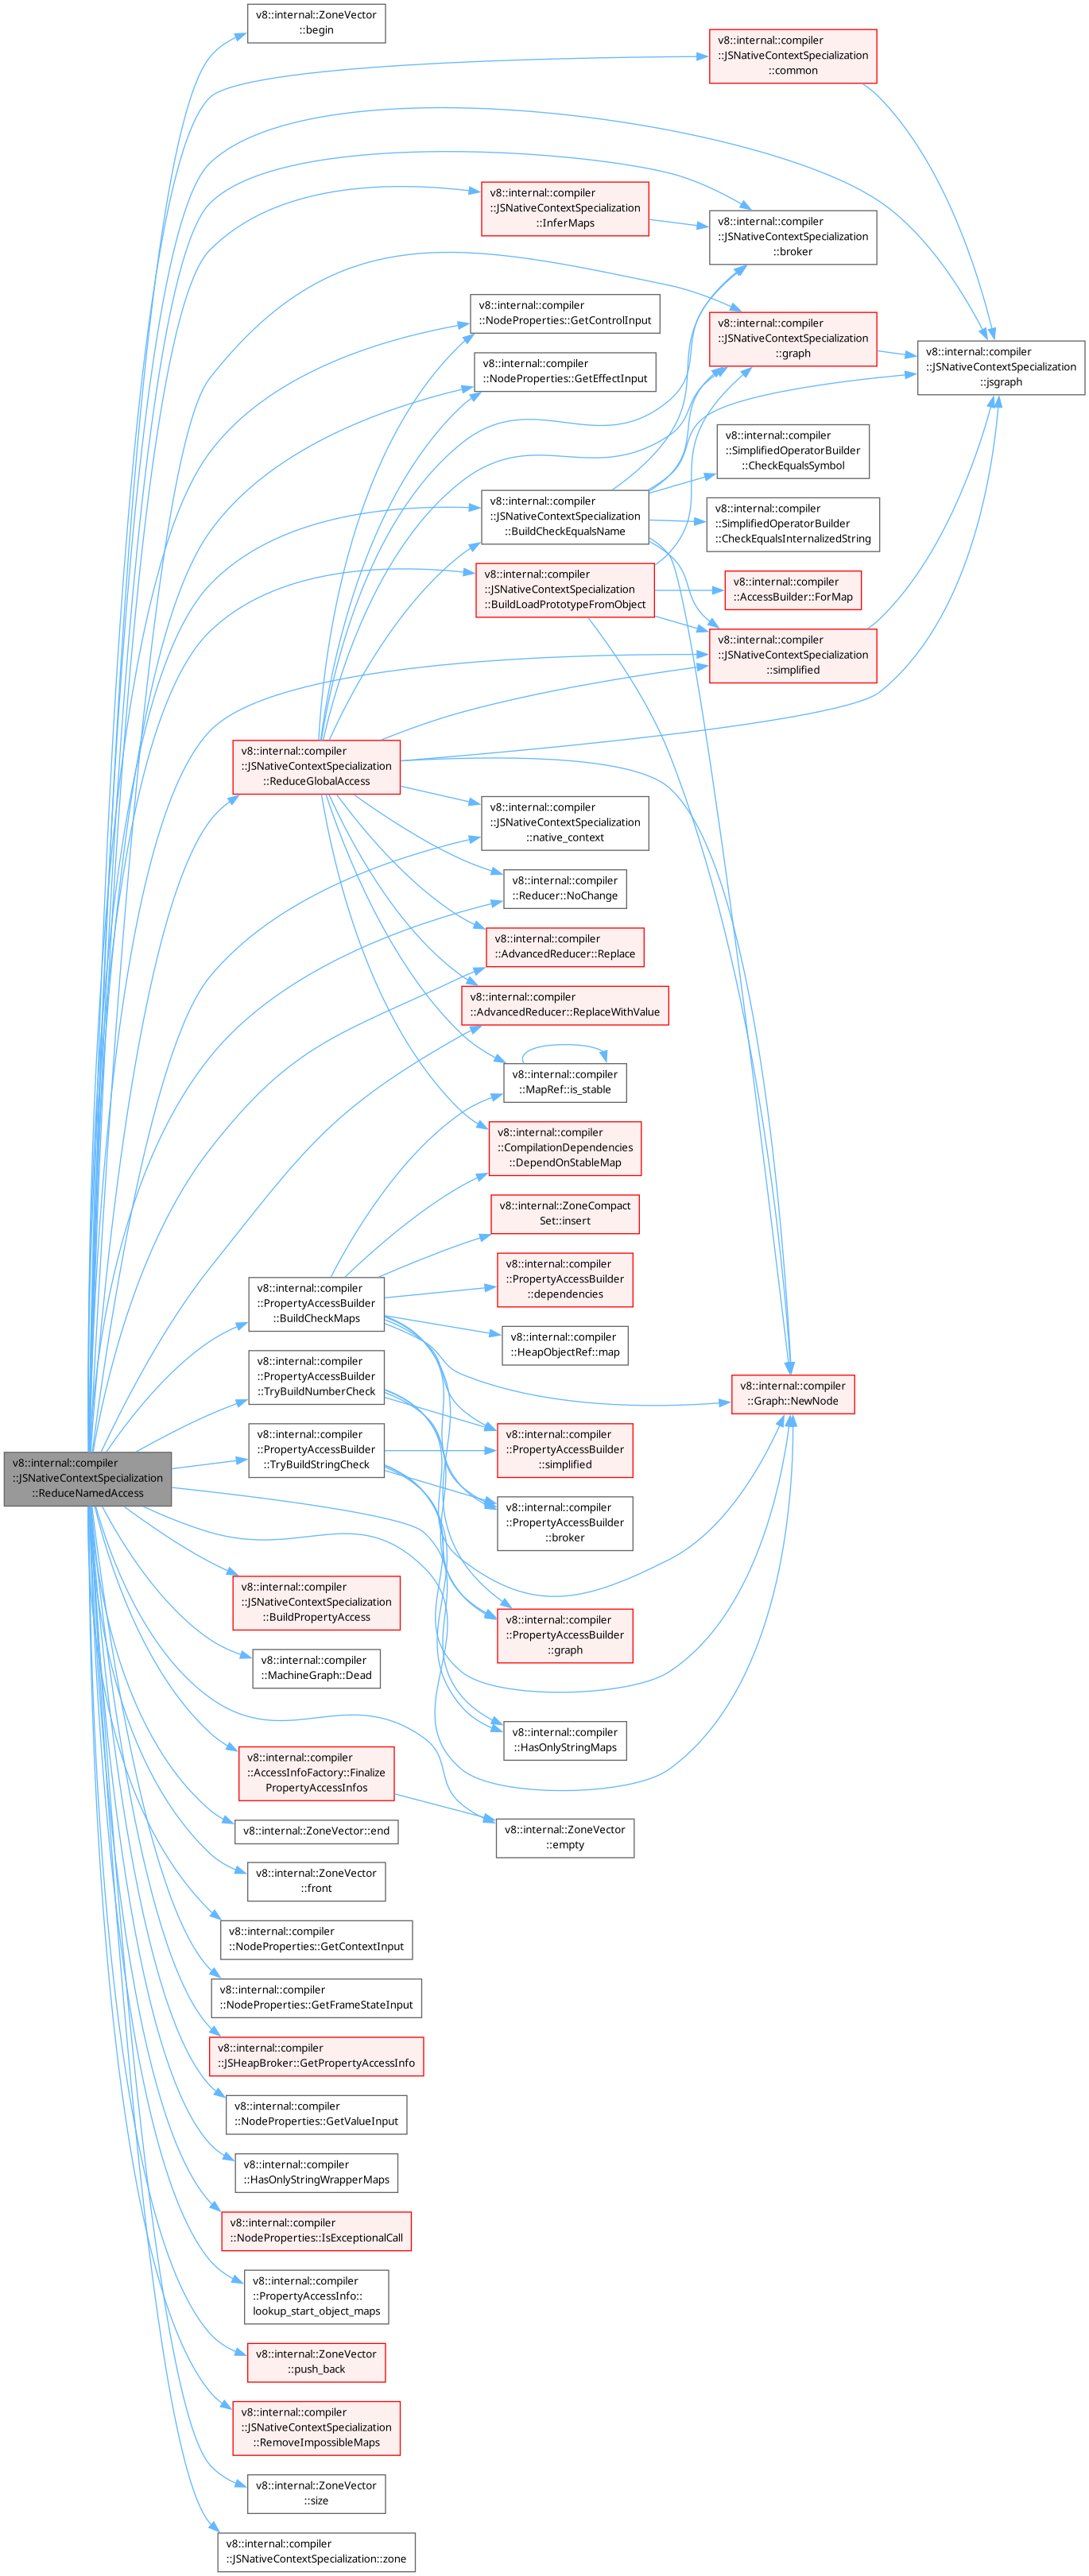 v8::internal::ZoneVector
::begin
v8::internal::compiler
::JSNativeContextSpecialization
::common
v8::internal::compiler
::JSNativeContextSpecialization
::InferMaps
v8::internal::compiler
::JSNativeContextSpecialization
::broker
v8::internal::compiler
::NodeProperties::GetControlInput
v8::internal::compiler
::JSNativeContextSpecialization
::graph
v8::internal::compiler
::JSNativeContextSpecialization
::jsgraph
v8::internal::compiler
::NodeProperties::GetEffectInput
v8::internal::compiler
::SimplifiedOperatorBuilder
::CheckEqualsSymbol
v8::internal::compiler
::JSNativeContextSpecialization
::BuildCheckEqualsName
v8::internal::compiler
::SimplifiedOperatorBuilder
::CheckEqualsInternalizedString
v8::internal::compiler
::JSNativeContextSpecialization
::BuildLoadPrototypeFromObject
v8::internal::compiler
::AccessBuilder::ForMap
v8::internal::compiler
::JSNativeContextSpecialization
::simplified
v8::internal::compiler
::JSNativeContextSpecialization
::ReduceGlobalAccess
v8::internal::compiler
::JSNativeContextSpecialization
::native_context
v8::internal::compiler
::Reducer::NoChange
v8::internal::compiler
::AdvancedReducer::Replace
v8::internal::compiler
::AdvancedReducer::ReplaceWithValue
v8::internal::compiler
::MapRef::is_stable
v8::internal::compiler
::CompilationDependencies
::DependOnStableMap
v8::internal::ZoneCompact
Set::insert
v8::internal::compiler
::PropertyAccessBuilder
::dependencies
v8::internal::compiler
::PropertyAccessBuilder
::BuildCheckMaps
v8::internal::compiler
::HeapObjectRef::map
v8::internal::compiler
::PropertyAccessBuilder
::TryBuildNumberCheck
v8::internal::compiler
::Graph::NewNode
v8::internal::compiler
::PropertyAccessBuilder
::TryBuildStringCheck
v8::internal::compiler
::PropertyAccessBuilder
::simplified
v8::internal::compiler
::JSNativeContextSpecialization
::ReduceNamedAccess
v8::internal::compiler
::PropertyAccessBuilder
::broker
v8::internal::compiler
::JSNativeContextSpecialization
::BuildPropertyAccess
v8::internal::compiler
::PropertyAccessBuilder
::graph
v8::internal::compiler
::MachineGraph::Dead
v8::internal::compiler
::HasOnlyStringMaps
v8::internal::compiler
::AccessInfoFactory::Finalize
PropertyAccessInfos
v8::internal::ZoneVector::end
v8::internal::ZoneVector
::empty
v8::internal::ZoneVector
::front
v8::internal::compiler
::NodeProperties::GetContextInput
v8::internal::compiler
::NodeProperties::GetFrameStateInput
v8::internal::compiler
::JSHeapBroker::GetPropertyAccessInfo
v8::internal::compiler
::NodeProperties::GetValueInput
v8::internal::compiler
::HasOnlyStringWrapperMaps
v8::internal::compiler
::NodeProperties::IsExceptionalCall
v8::internal::compiler
::PropertyAccessInfo::
lookup_start_object_maps
v8::internal::ZoneVector
::push_back
v8::internal::compiler
::JSNativeContextSpecialization
::RemoveImpossibleMaps
v8::internal::ZoneVector
::size
v8::internal::compiler
::JSNativeContextSpecialization::zone